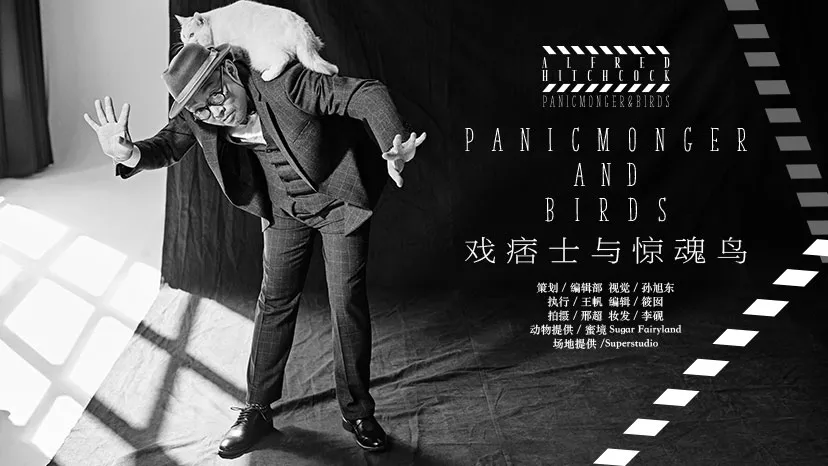 ALFRED
HITCHCOCK
PANICMONGER&BIRDS
PANICMONGER
AND
BIRDS
戏痞士与惊魂鸟
策划 / 编辑部 视觉 / 孙旭东
执行 / 王帆 编辑 / 筱囡
拍摄 / 邢超 妆发 / 李砚
动物提供 / 蜜境 Sugar Fairyland
场地提供 /Superstudio